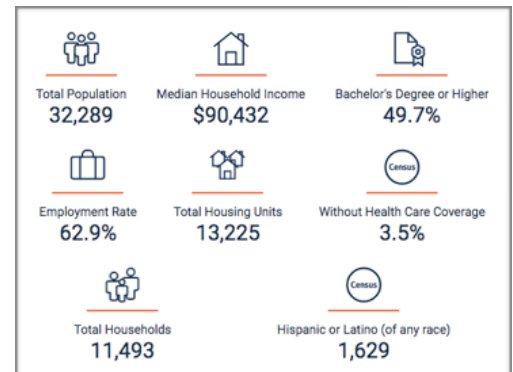 Total Population
32,289
Median Household Income
$90,432
Bachelor's Degree or Higher
49.7%
Employment Rate
62.9%
Total Housing Units
13,225
Census
Without Health Care Coverage
3.5%
Total Households
11,493
Census
Hispanic or Latino (of any race)
1,629